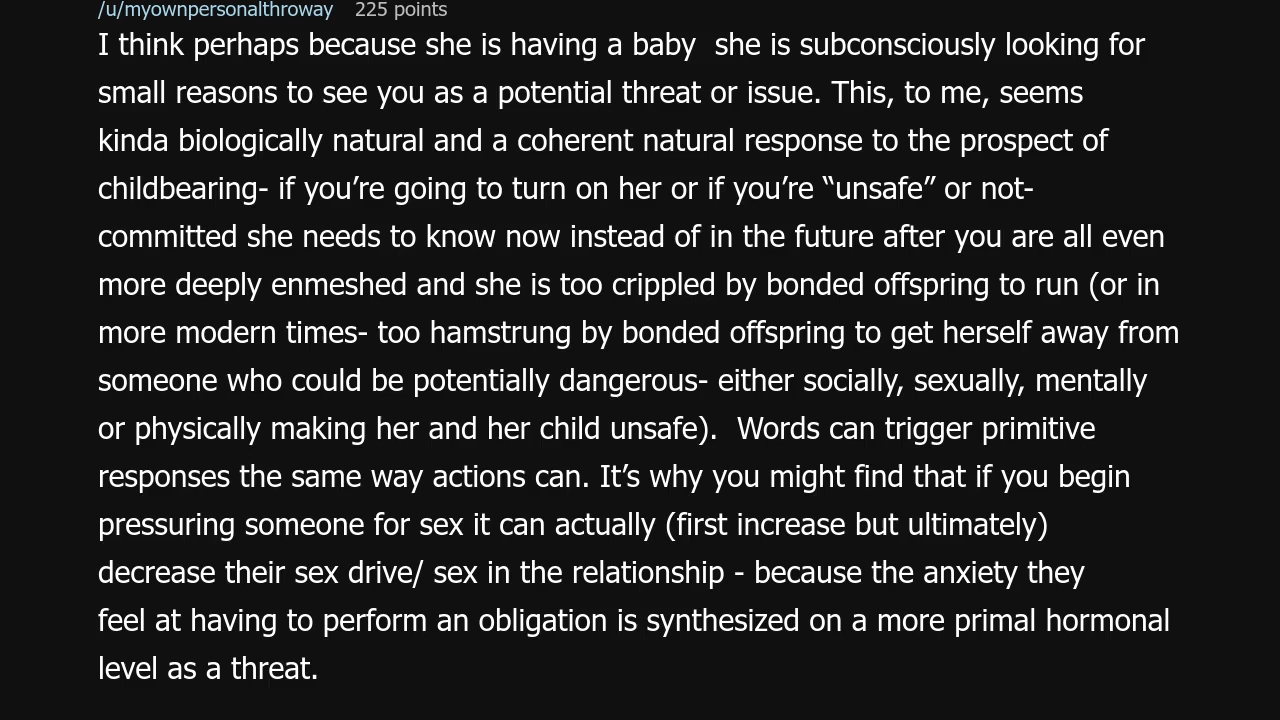 /u/myownpersonalthroway 225 points
I think perhaps because she is having a baby  she is subconsciously looking for
small reasons to see you as a potential threat or issue. This, to me, seems
kinda biologically natural and a coherent natural response to the prospect of
childbearing- if you’re going to turn on her or if you’re “unsafe” or not-
committed she needs to know now instead of in the future after you are all even
more deeply enmeshed and she is too crippled by bonded offspring to run (or in
more modern times- too hamstrung by bonded offspring to get herself away from
someone who could be potentially dangerous- either socially, sexually, mentally
or physically making her and her child unsafe).  Words can trigger primitive
responses the same way actions can. It’s why you might find that if you begin
pressuring someone for sex it can actually (first increase but ultimately)
decrease their sex drive/ sex in the relationship - because the anxiety they
feel at having to perform an obligation is synthesized on a more primal hormonal
level as a threat.